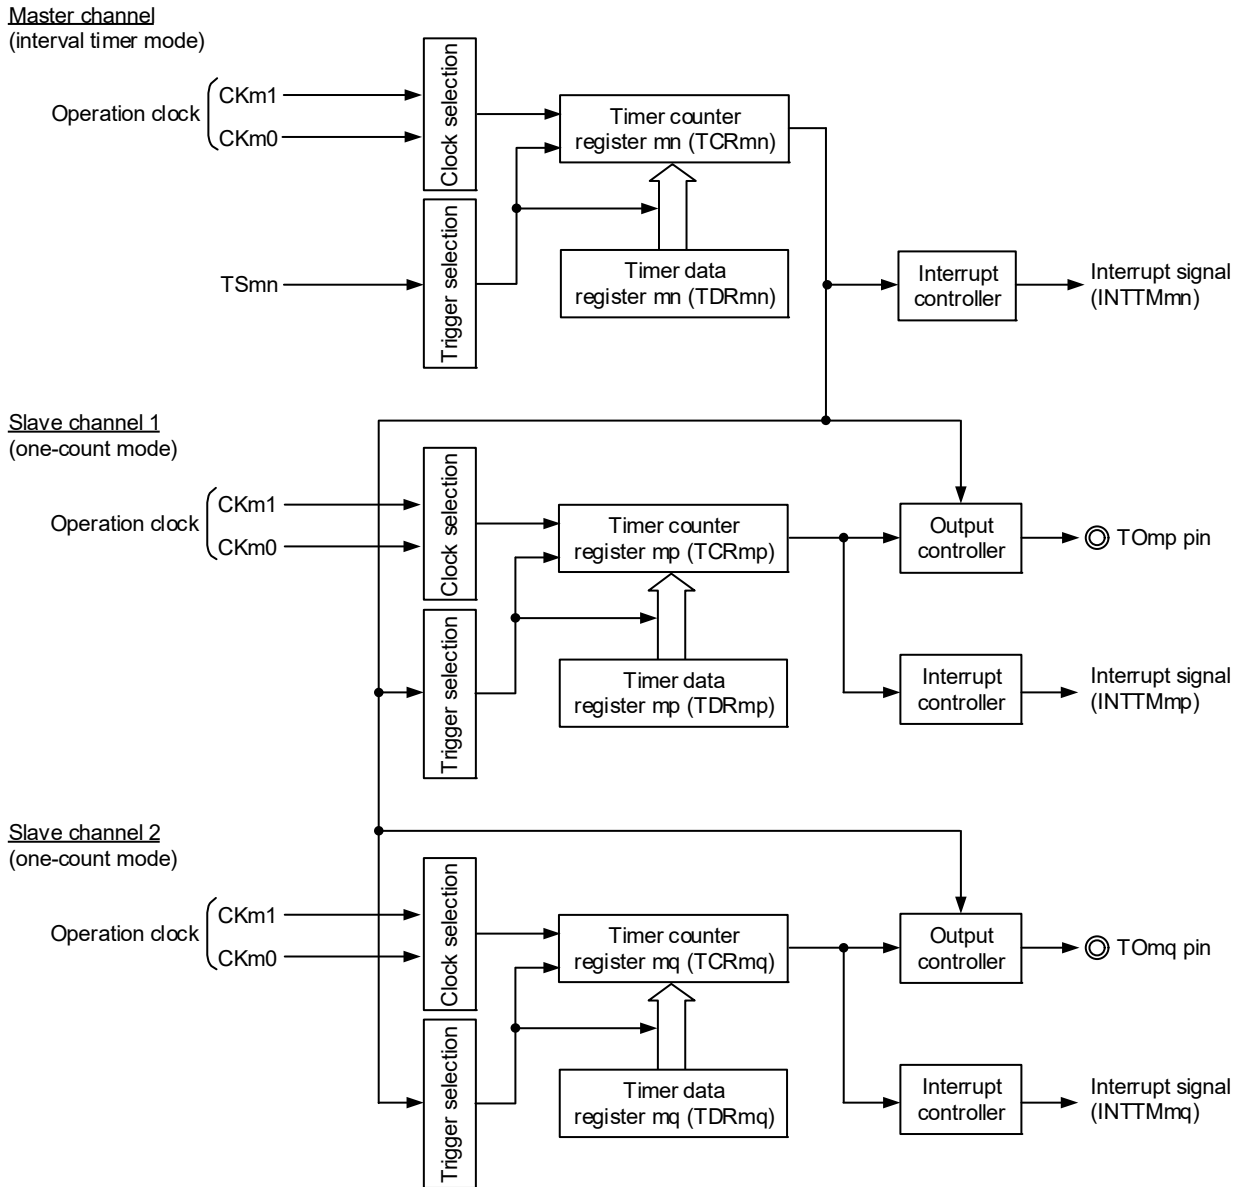 Master channel
(interval timer mode)
Operation clock
CKm1
CKm0
Clock selection
Timer counter
register mn (TCRmn)
TSmn
Trigger selection
Timer data
register mn (TDRmn)
Interrupt
controller
Interrupt signal
(INTTMmn)
Slave channel 1
(one-count mode)
Operation clock
CKm1
CKm0
Clock selection
Timer counter
register mp (TCRmp)
Output
controller
TOmp pin
Trigger selection
Timer data
register mp (TDRmp)
Interrupt
controller
Interrupt signal
(INTTMmp)
Slave channel 2
(one-count mode)
Operation clock
CKm1
CKm0
Clock selection
Timer counter
register mq (TCRmq)
Output
controller
TOmq pin
Trigger selection
Timer data
register mq (TDRmq)
Interrupt
controller
Interrupt signal
(INTTMmq)